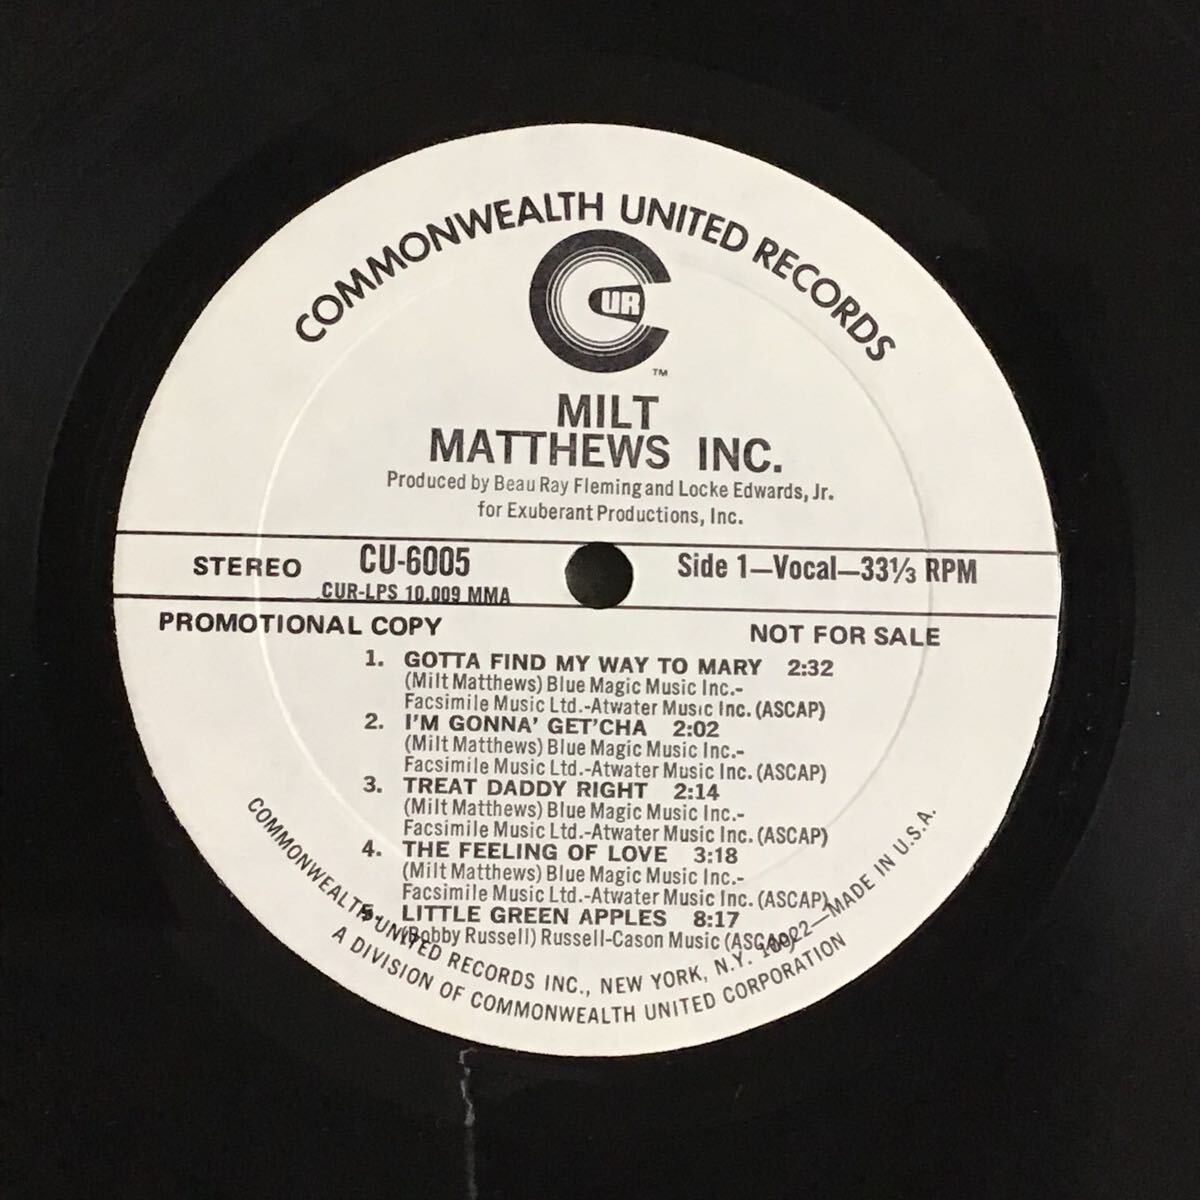 COMMONWEALTH UNITED RECORDS
UR
TM
MILT
MATTHEWS INC.
Produced by Beau Ray Fleming and Locke Edwards, Jr.
for Exuberant Productions, Inc.
STEREO CU-6005 Side 1—Vocal—33⅓ RPM
CUR-LPS 10.009 MMA
PROMOTIONAL COPY NOT FOR SALE
1. GOTTA FIND MY WAY TO MARY 2:32
(Milt Matthews) Blue Magic Music Inc.-
Facsimile Music Ltd.-Atwater Music Inc. (ASCAP)
2. I'M GONNA' GET'CHA 2:02
(Milt Matthews) Blue Magic Music Inc.-
Facsimile Music Ltd.-Atwater Music Inc. (ASCAP)
3. TREAT DADDY RIGHT 2:14
(Milt Matthews) Blue Magic Music Inc.-
Facsimile Music Ltd.-Atwater Music Inc. (ASCAP)
4. THE FEELING OF LOVE 3:18
(Milt Matthews) Blue Magic Music Inc.-
Facsimile Music Ltd.-Atwater Music Inc. (ASCAP)
5. LITTLE GREEN APPLES 8:17
(Bobby Russell) Russell-Cason Music (ASCAP)
COMMONWEALTH UNITED RECORDS INC., NEW YORK, N.Y. 10022—MADE IN U.S.A.
A DIVISION OF COMMONWEALTH UNITED CORPORATION